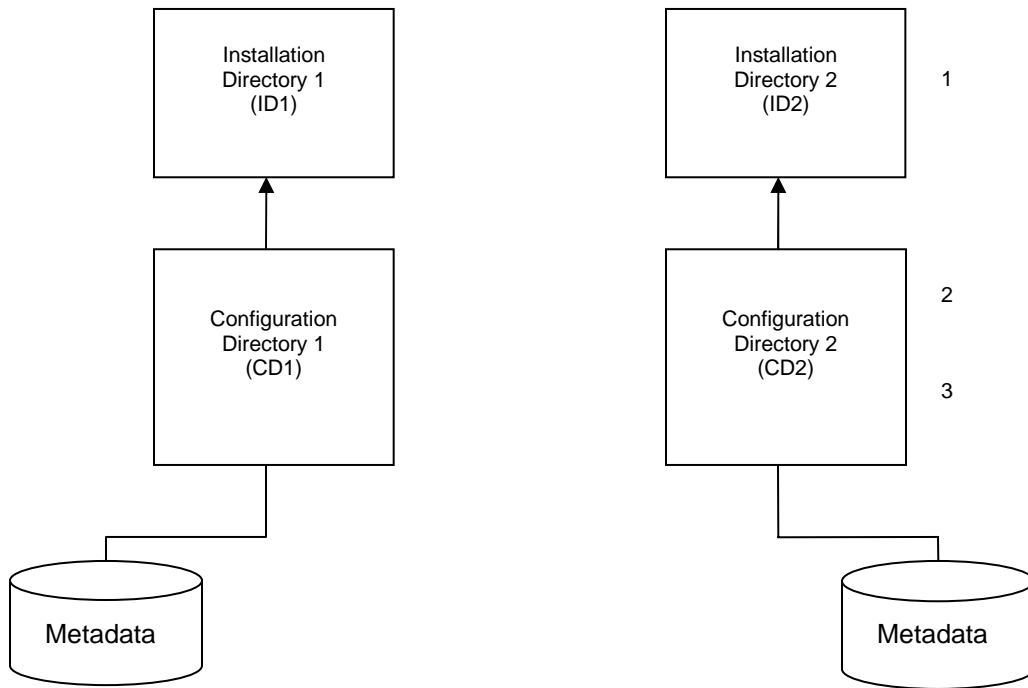 Installation
Directory 1
(ID1)
Installation
Directory 2
(ID2)
1
Configuration
Directory 1
(CD1)
Configuration
Directory 2
(CD2)
2
3
Metadata
Metadata